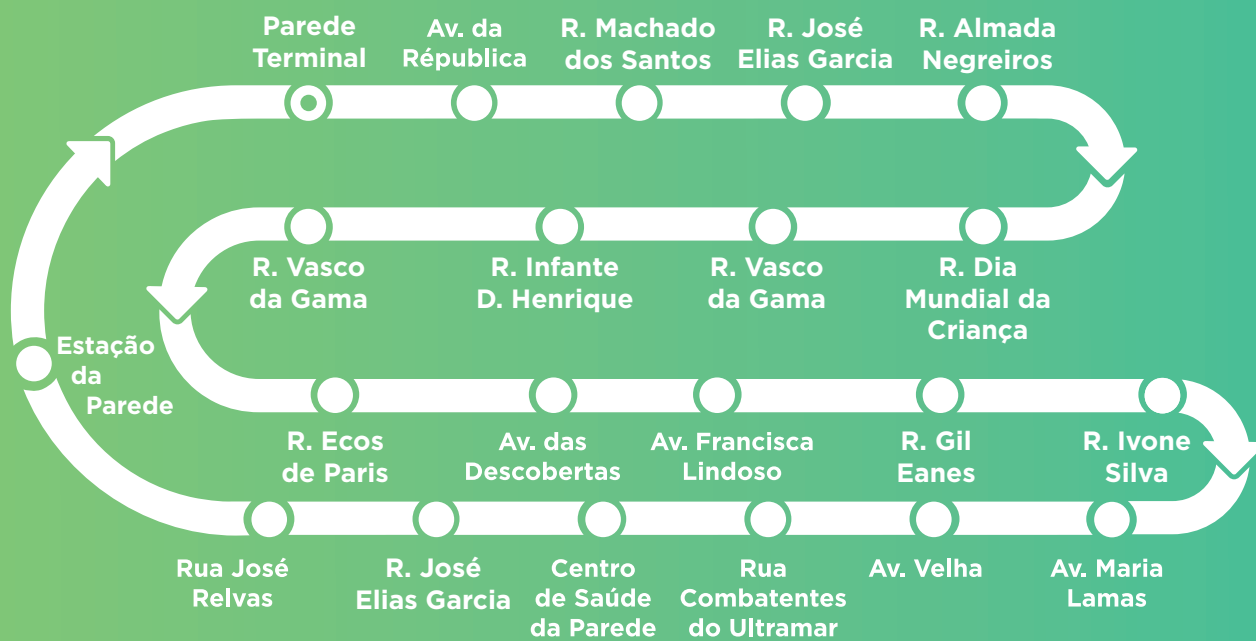 Parede
Terminal
Av. da
Républica
R. Machado
dos Santos
R. José
Elias Garcia
R. Almada
Negreiros
R. Vasco
da Gama
R. Infante
D. Henrique
R. Vasco
da Gama
R. Dia
Mundial da
Criança
Estação
da
Parede
R. Ecos
de Paris
Av. das
Descobertas
Av. Francisca
Lindoso
R. Gil
Eanes
R. Ivone
Silva
Rua José
Relvas
R. José
Elias Garcia
Centro
de Saúde
da Parede
Rua
Combatentes
do Ultramar
Av. Velha
Av. Maria
Lamas